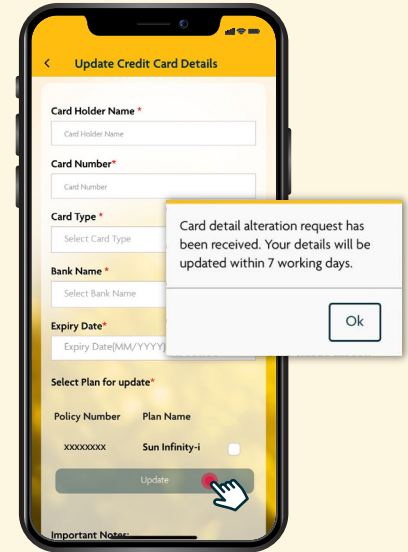 Update Credit Card Details
Card Holder Name *
Card Holder Name
Card Number*
Card Number
Card Type *
Select Card Type
Bank Name *
Select Bank Name
Expiry Date*
Expiry Date(MM/YYYY)
Card detail alteration request has
been received. Your details will be
updated within 7 working days.
Ok
Select Plan for update*
Policy Number Plan Name
xxxxxxxx Sun Infinity-i
Update
Important Notes: